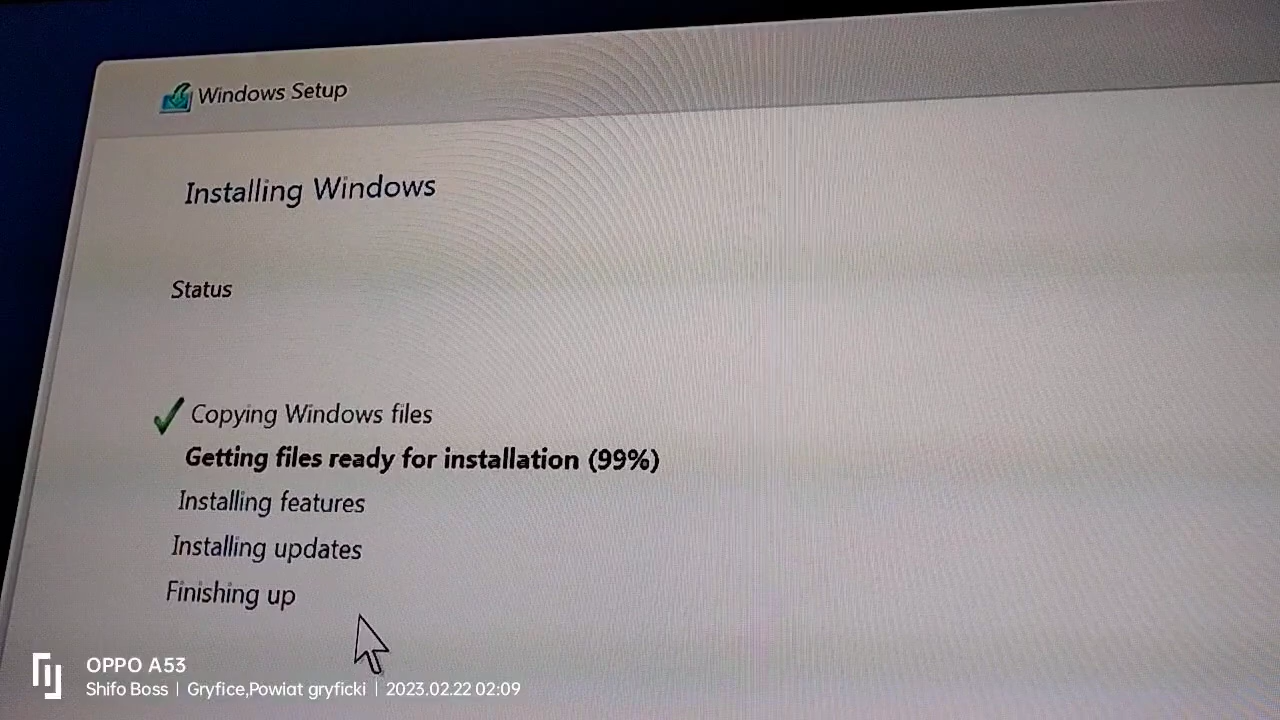 Windows Setup
Installing Windows
Status
Copying Windows files
Getting files ready for installation (99%)
Installing features
Installing updates
Finishing up
OPPO A53
Shifo Boss | Gryfice,Powiat gryficki | 2023.02.22 02:09